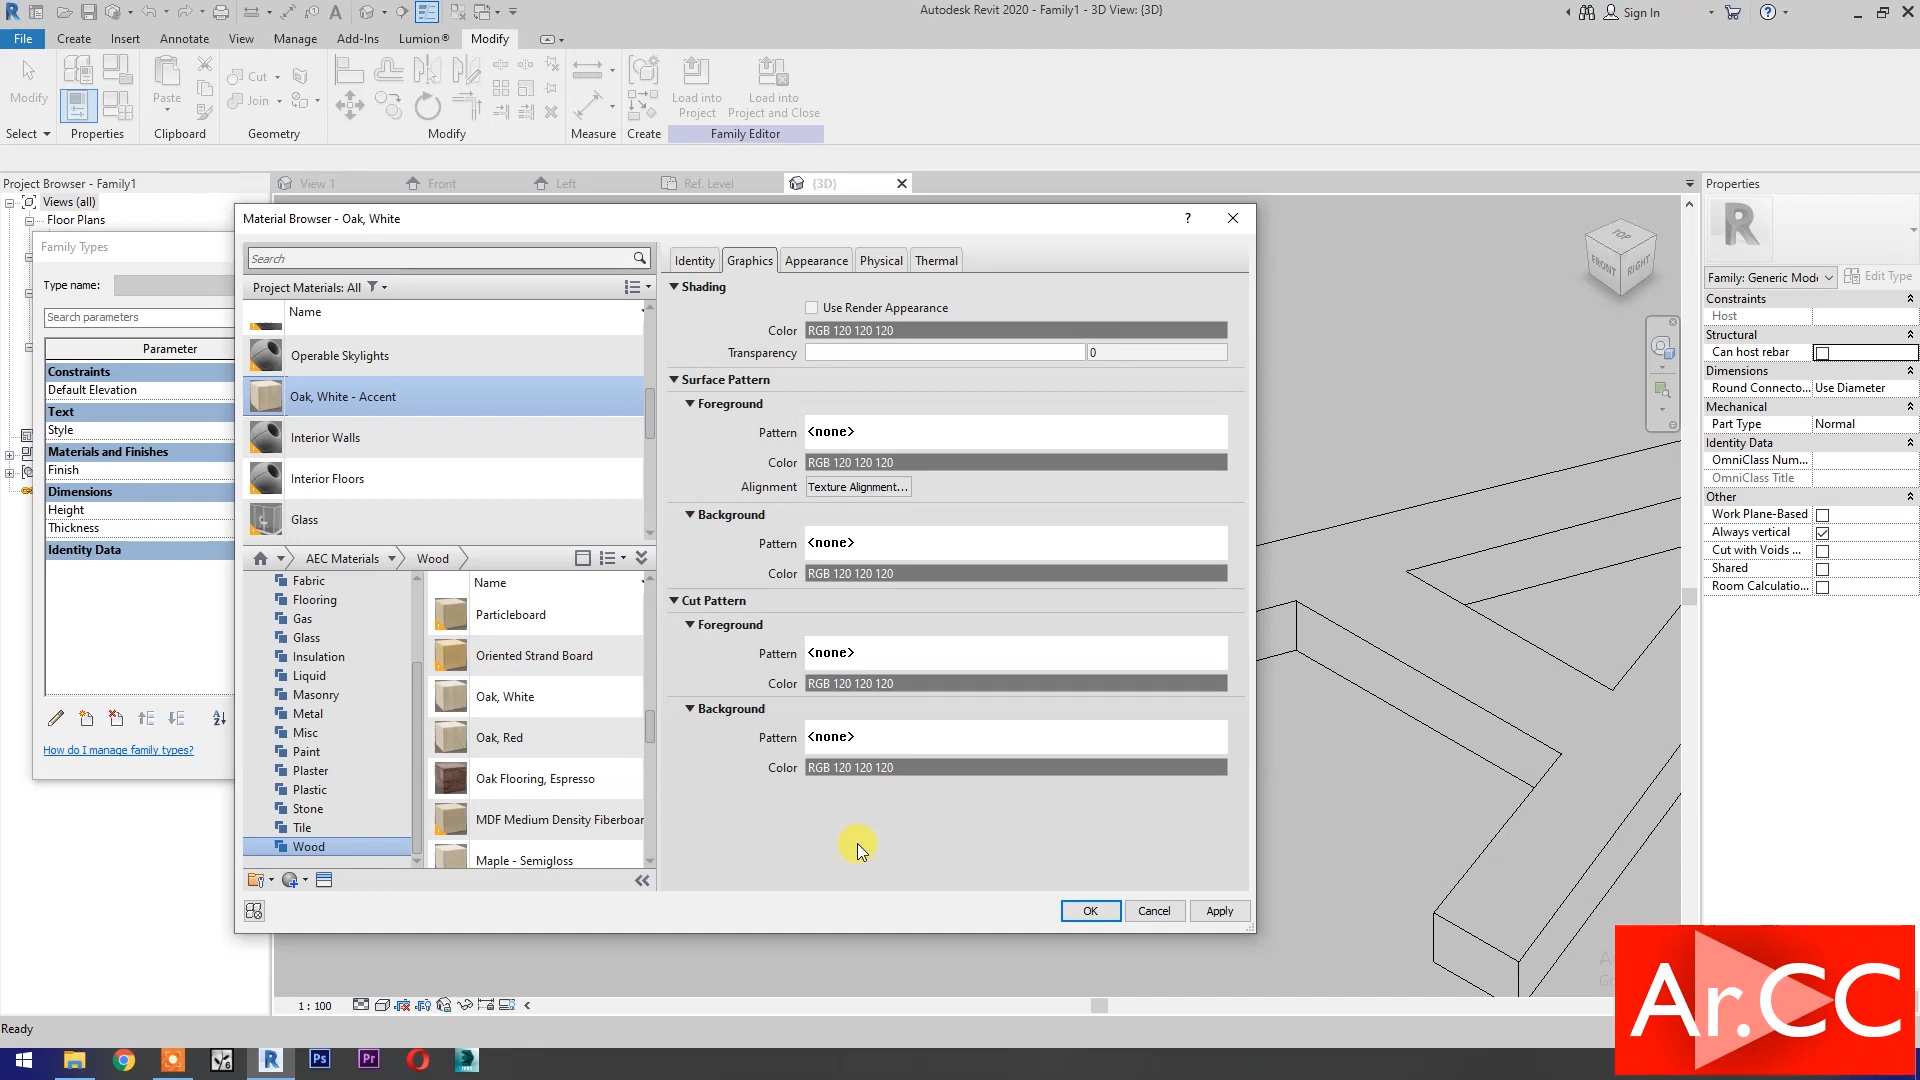 Autodesk Revit 2020 - Family1 - 3D View: {3D}
Sign In
File
Create
Insert
Annotate
View
Manage
Add-Ins
Lumion®
Modify
Modify
Paste
Cut
Join
Load into
Project
Load into
Project and Close
Select
Properties
Clipboard
Geometry
Modify
Measure
Create
Family Editor
Project Browser - Family1
View 1
Front
Left
Ref. Level
{3D}
Properties
Views (all)
Floor Plans
Family Types
Type name:
Search parameters
Parameter
Constraints
Default Elevation
Text
Style
Materials and Finishes
Finish
Dimensions
Height
Thickness
Identity Data
How do I manage family types?
Material Browser - Oak, White
?
Search
Project Materials: All
Name
Operable Skylights
Oak, White - Accent
Interior Walls
Interior Floors
Glass
AEC Materials
Wood
Fabric
Flooring
Gas
Glass
Insulation
Liquid
Masonry
Metal
Misc
Paint
Plaster
Plastic
Stone
Tile
Wood
Name
Particleboard
Oriented Strand Board
Oak, White
Oak, Red
Oak Flooring, Espresso
MDF Medium Density Fiberboar
Maple - Semigloss
Identity
Graphics
Appearance
Physical
Thermal
Shading
Use Render Appearance
Color
RGB 120 120 120
Transparency
0
Surface Pattern
Foreground
Pattern
<none>
Color
RGB 120 120 120
Alignment
Texture Alignment...
Background
Pattern
<none>
Color
RGB 120 120 120
Cut Pattern
Foreground
Pattern
<none>
Color
RGB 120 120 120
Background
Pattern
<none>
Color
RGB 120 120 120
OK
Cancel
Apply
TOP
FRONT
RIGHT
Family: Generic Mode
Edit Type
Constraints
Host
Structural
Can host rebar
Dimensions
Round Connecto...
Use Diameter
Mechanical
Part Type
Normal
Identity Data
OmniClass Num...
OmniClass Title
Other
Work Plane-Based
Always vertical
Cut with Voids ...
Shared
Room Calculatio...
1 : 100
Ready
Ar.CC